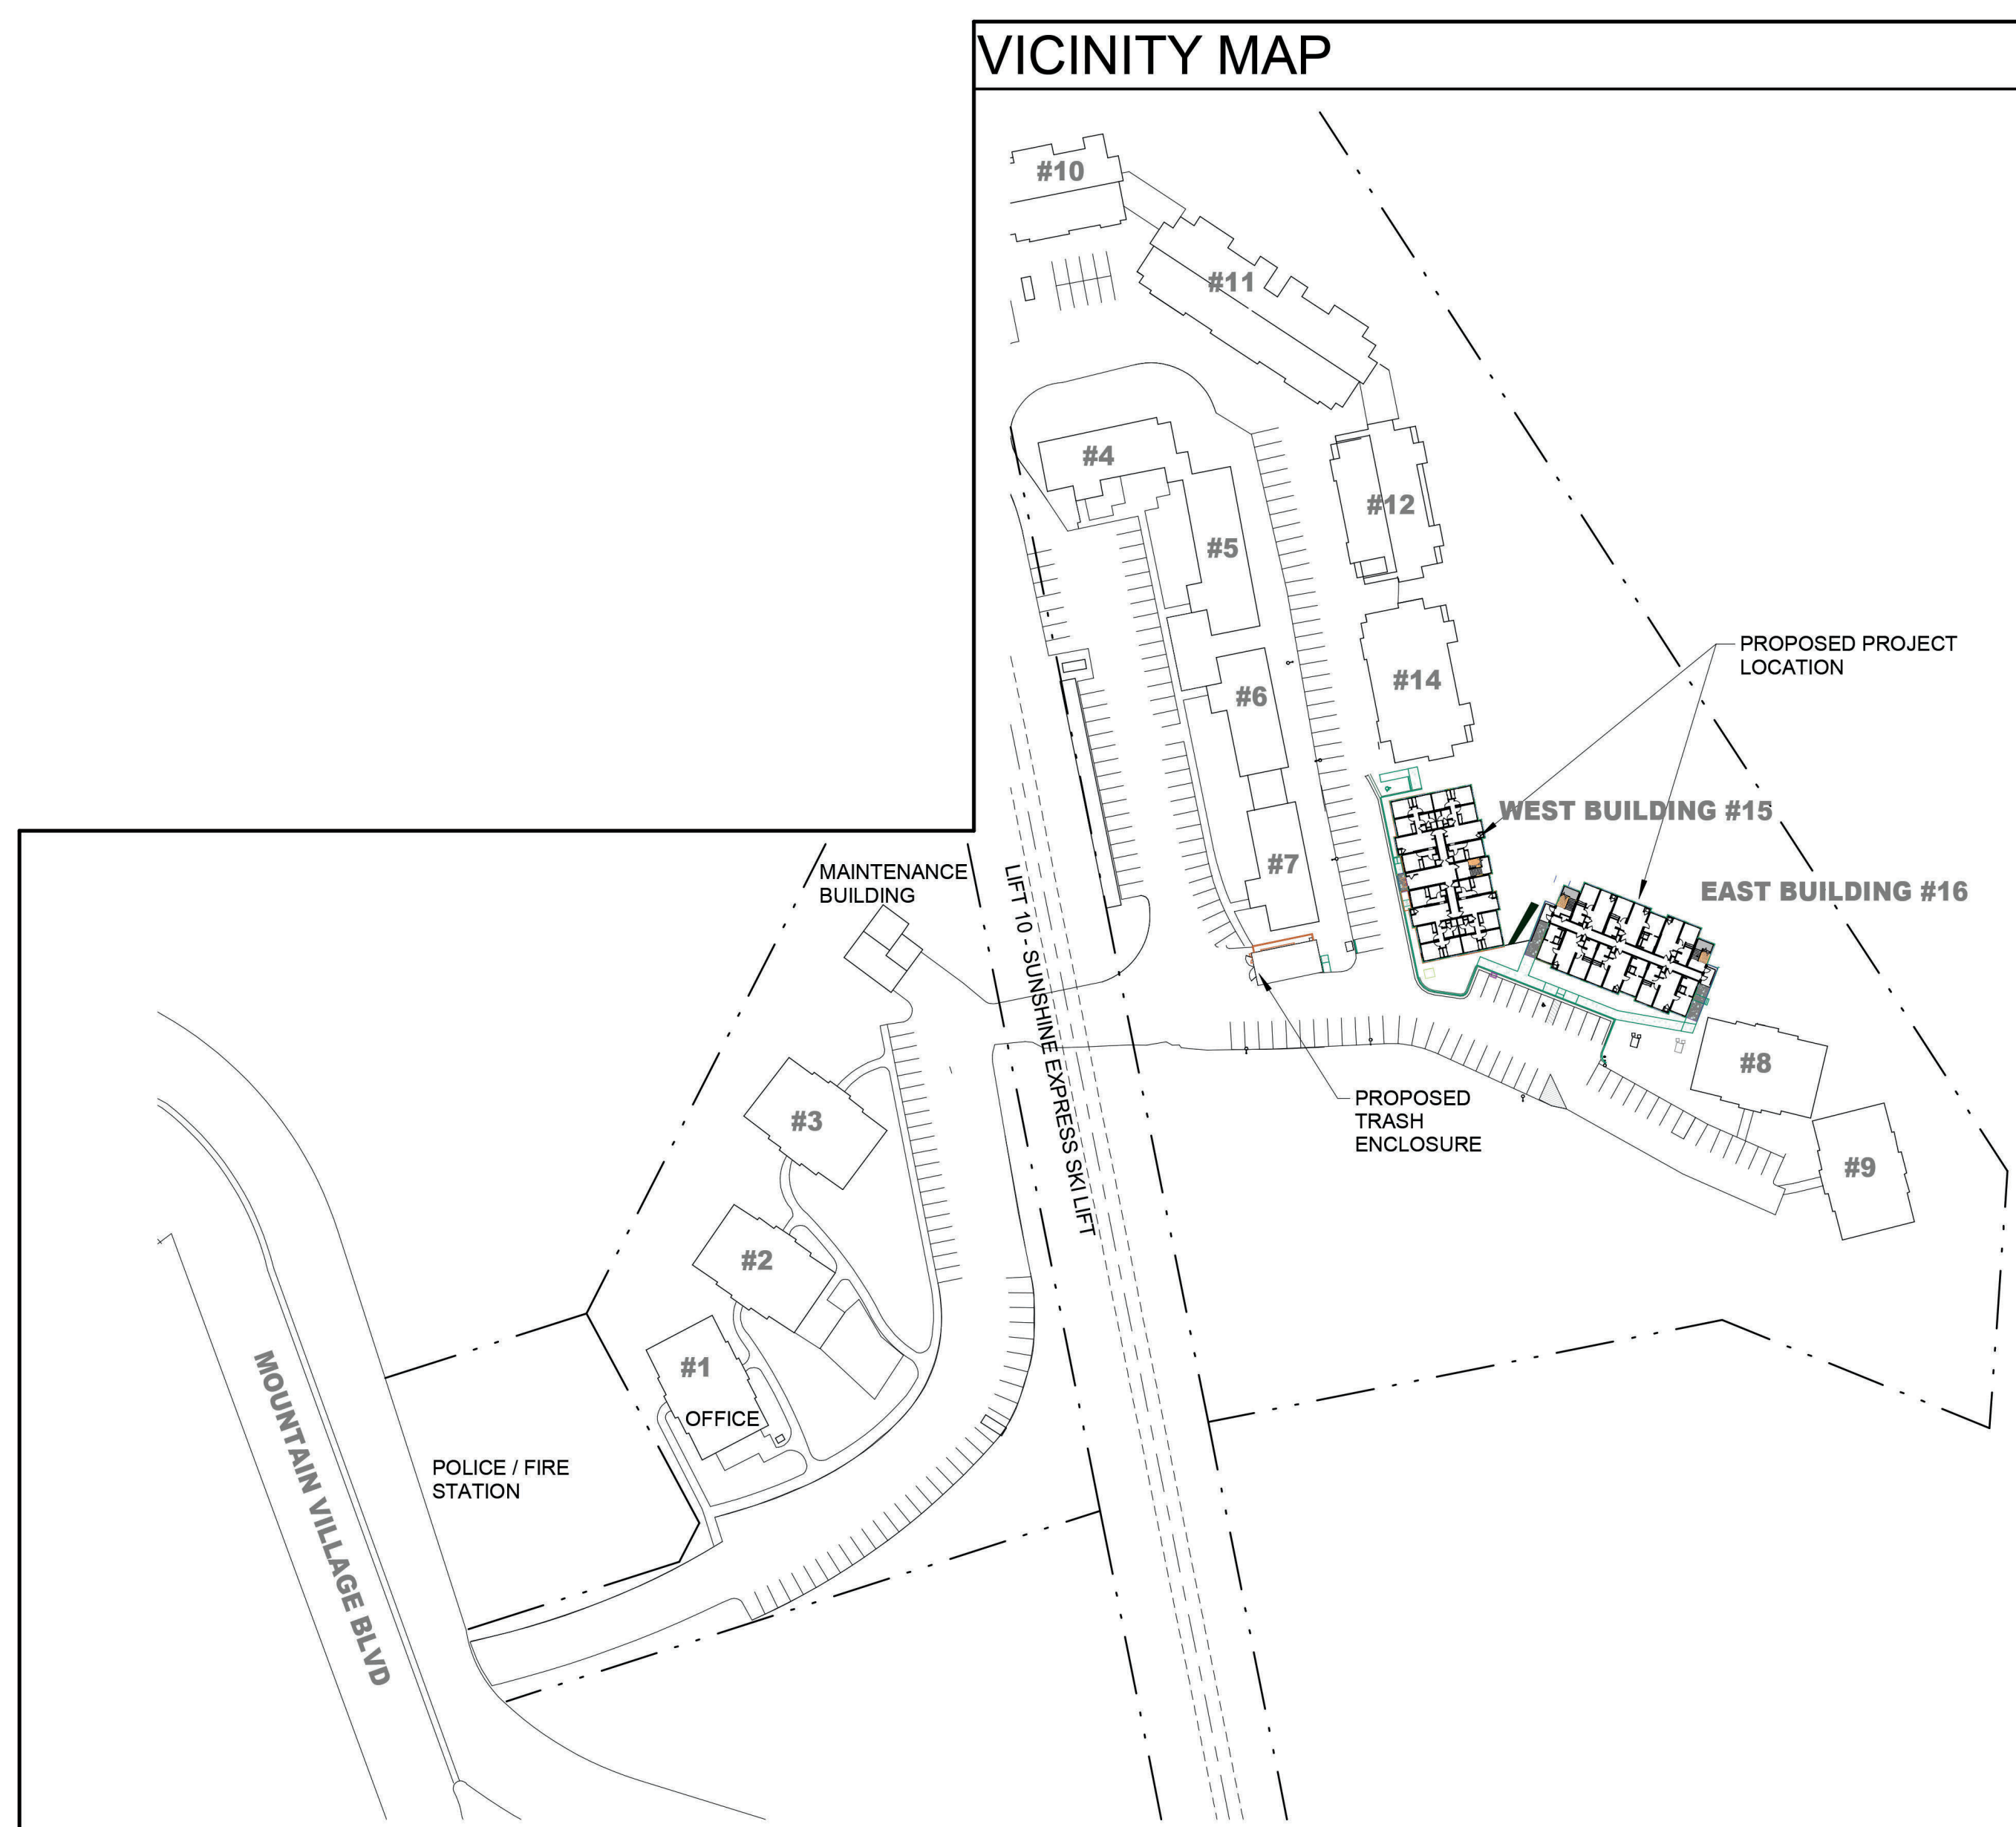 VICINITY MAP
#10
#11
#4
#12
#5
PROPOSED PROJECT
LOCATION
#14
#6
WEST BUILDING #15
#7
MAINTENANCE
BUILDING
EAST BUILDING #16
LIFT 10 - SUNSHINE EXPRESS SKI LIFT
#8
PROPOSED
TRASH
ENCLOSURE
#3
#9
#2
#1
OFFICE
MOUNTAIN VILLAGE BLVD
POLICE / FIRE
STATION